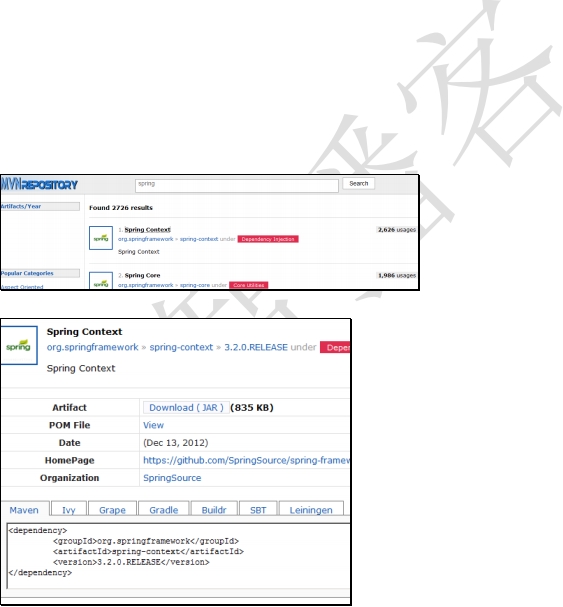 MVNREPOSITORY
spring
Search
Artifacts/Year
Found 2726 results
1. Spring Context
2,626 usages
spring
org.springframework » spring-context under Dependency Injection
Spring Context
Popular Categories
2. Spring Core
1,986 usages
spring
org.springframework » spring-core under Core Utilities
Aspect Oriented
Spring Context
spring
org.springframework » spring-context » 3.2.0.RELEASE under Deper
Spring Context
Artifact Download ( JAR ) (835 KB)
POM File View
Date (Dec 13, 2012)
HomePage https://github.com/SpringSource/spring-framew
Organization SpringSource
Maven Ivy Grape Gradle Buildr SBT Leiningen
<dependency>
<groupId>org.springframework</groupId>
<artifactId>spring-context</artifactId>
<version>3.2.0.RELEASE</version>
</dependency>
客